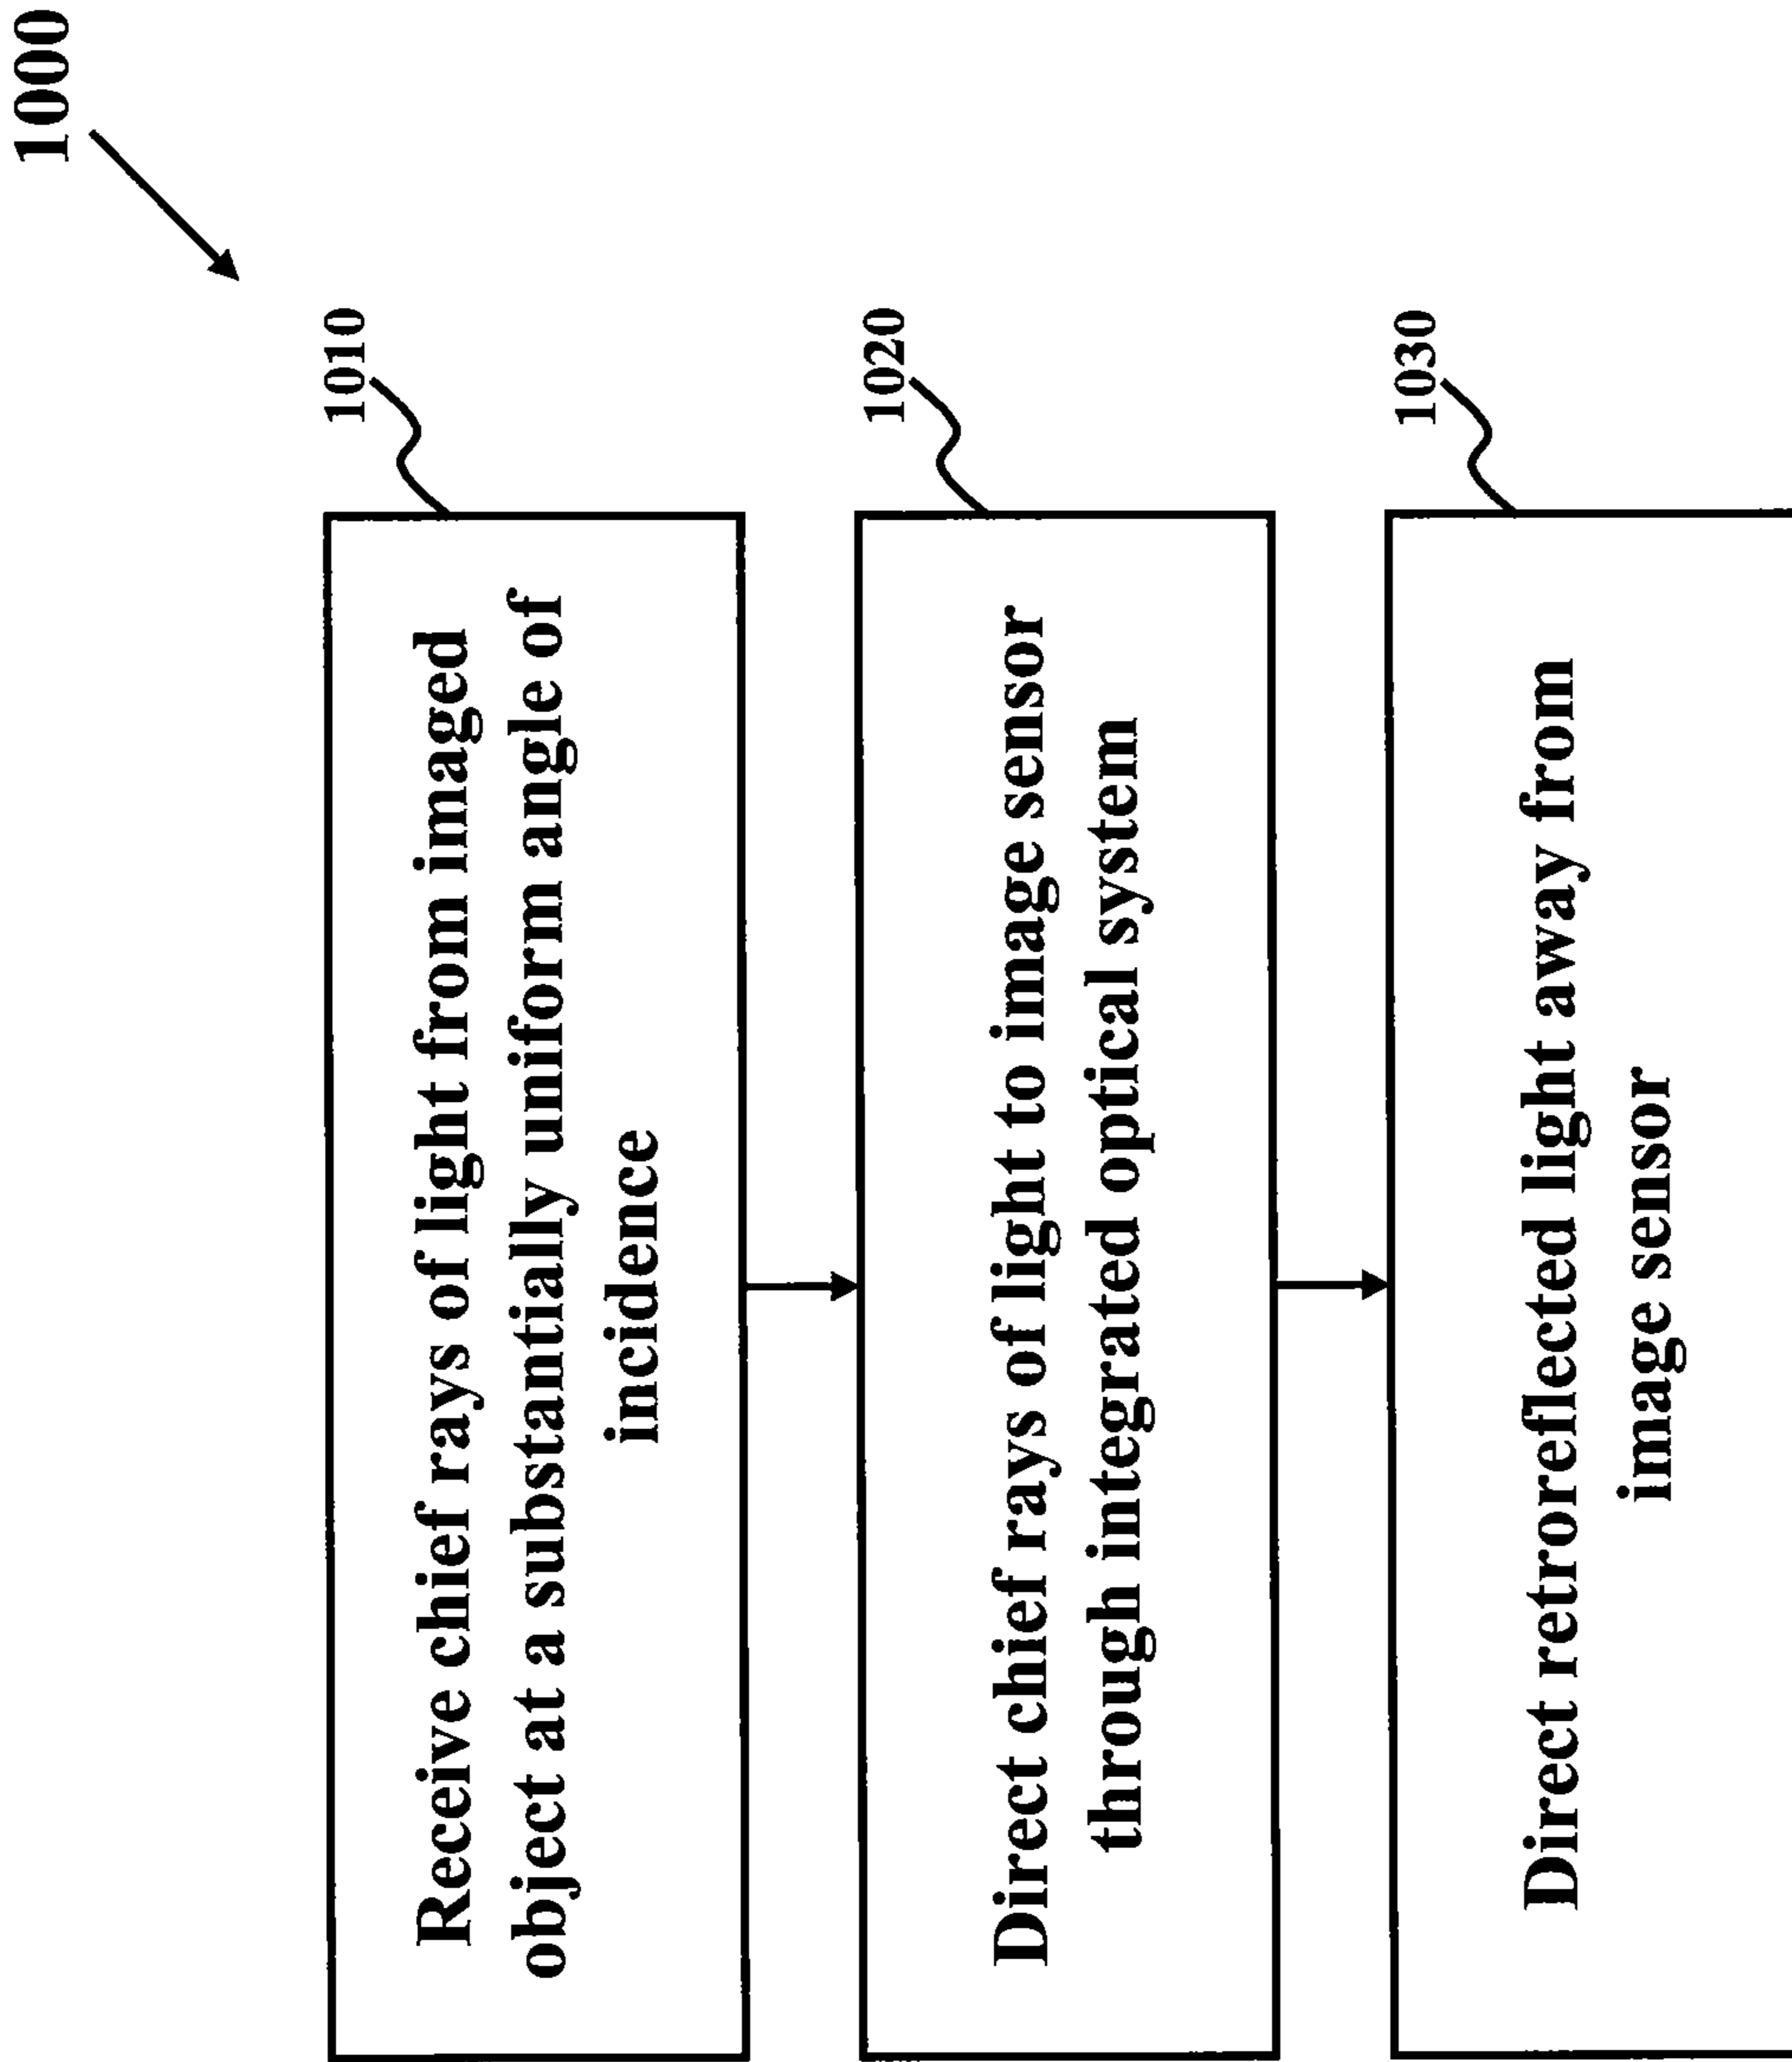 1000
1010
Receive chief rays of light from imaged
object at a substantially uniform angle of
incidence
1020
Direct chief rays of light to image sensor
through integrated optical system
1030
Direct retroreflected light away from
image sensor